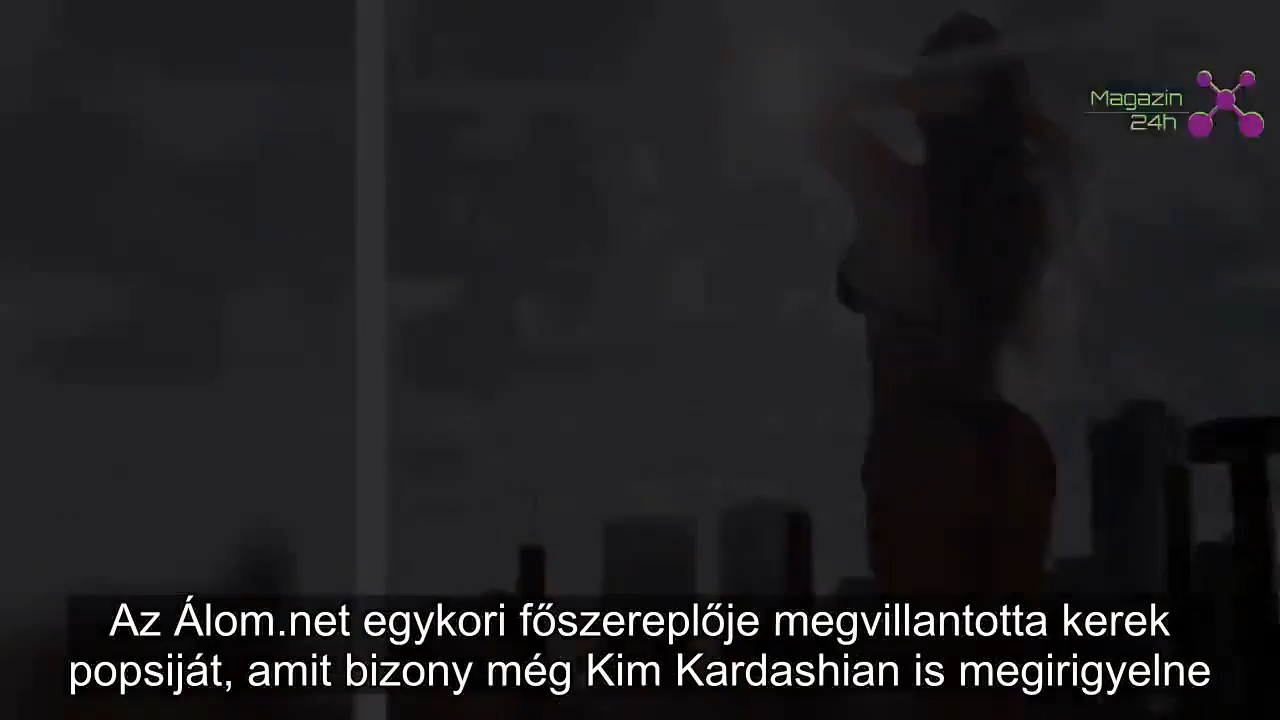 Magazin
24h
Az Álom.net egykori főszereplője megvillantotta kerek
popsiját, amit bizony még Kim Kardashian is megirigyelne